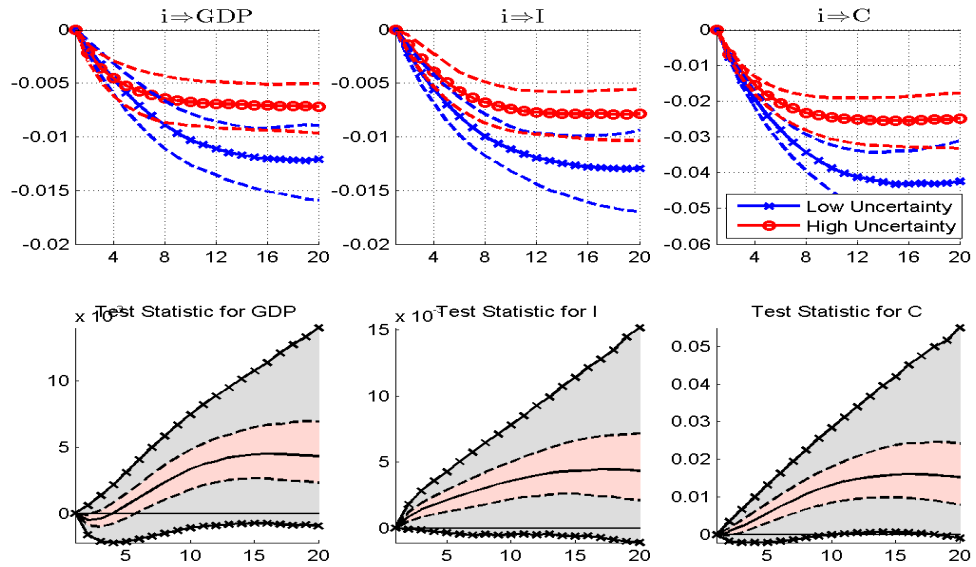 i⇒GDP
i⇒I
i⇒C
0
-0.005
-0.01
-0.015
-0.02
4 8 12 16 20
0
-0.005
-0.01
-0.015
-0.02
4 8 12 16 20
0
-0.01
-0.02
-0.03
-0.04
-0.05
-0.06
4 8 12 16 20
Low Uncertainty
High Uncertainty
Test Statistic for GDP
x 10
10
5
0
5 10 15 20
Test Statistic for I
x 10
15
10
5
0
5 10 15 20
Test Statistic for C
0.05
0.04
0.03
0.02
0.01
0
5 10 15 20